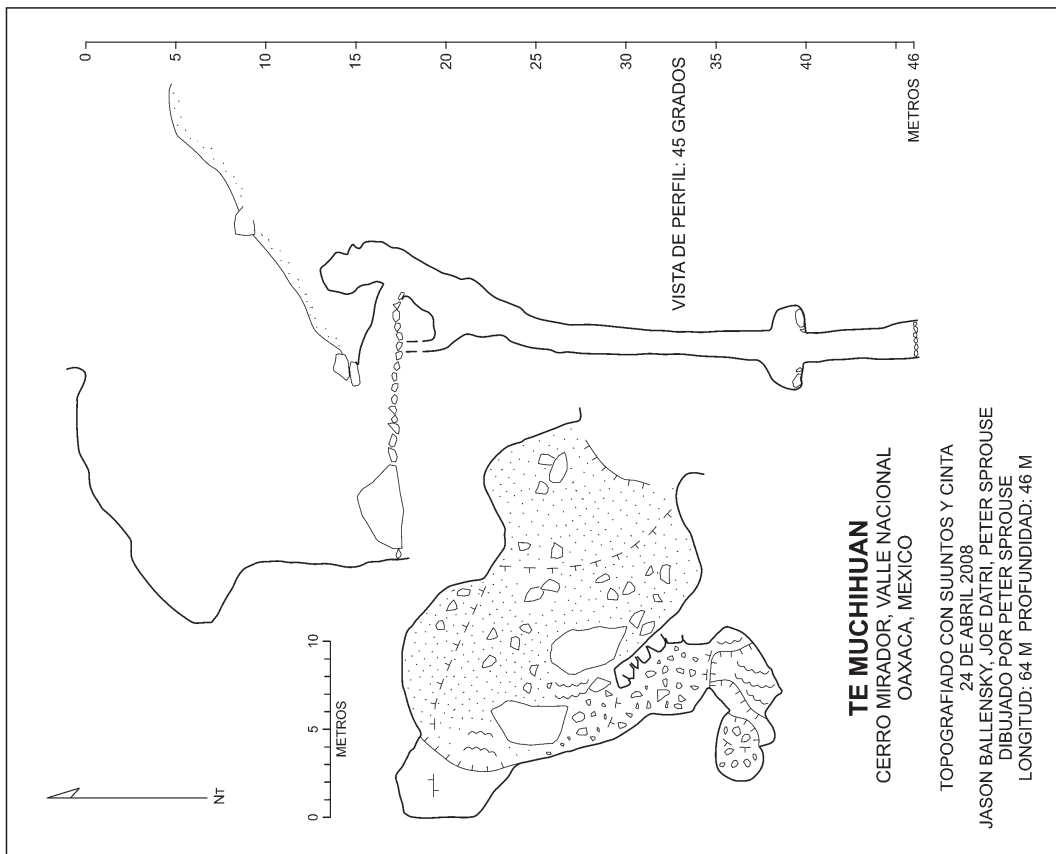 0
5
10
15
20
25
30
35
40
46
METROS
VISTA DE PERFIL: 45 GRADOS
0
5
10
METROS
NT
TE MUCHIHUAN
CERRO MIRADOR, VALLE NACIONAL
OAXACA, MEXICO
TOPOGRAFIADO CON SUUNTOS Y CINTA
24 DE ABRIL 2008
JASON BALLENSKY, JOE DATRI, PETER SPROUSE
DIBUJADO POR PETER SPROUSE
LONGITUD: 64 M PROFUNDIDAD: 46 M